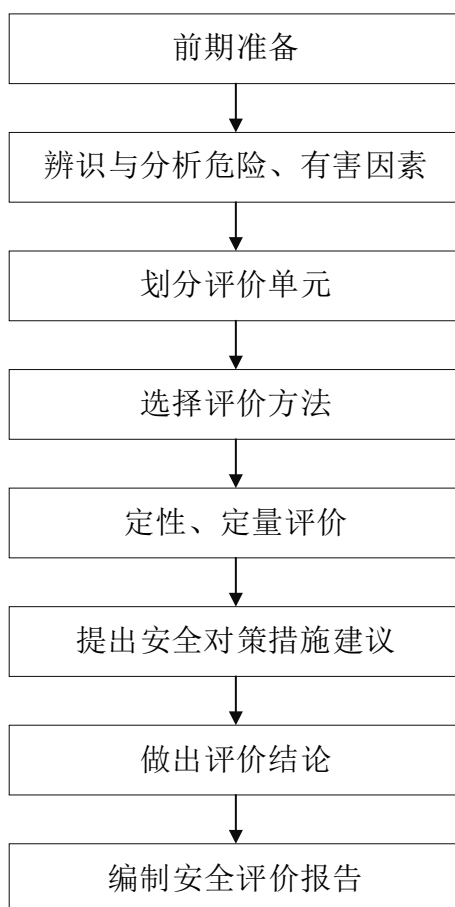 前期准备
辨识与分析危险、有害因素
划分评价单元
选择评价方法
定性、定量评价
提出安全对策措施建议
做出评价结论
编制安全评价报告